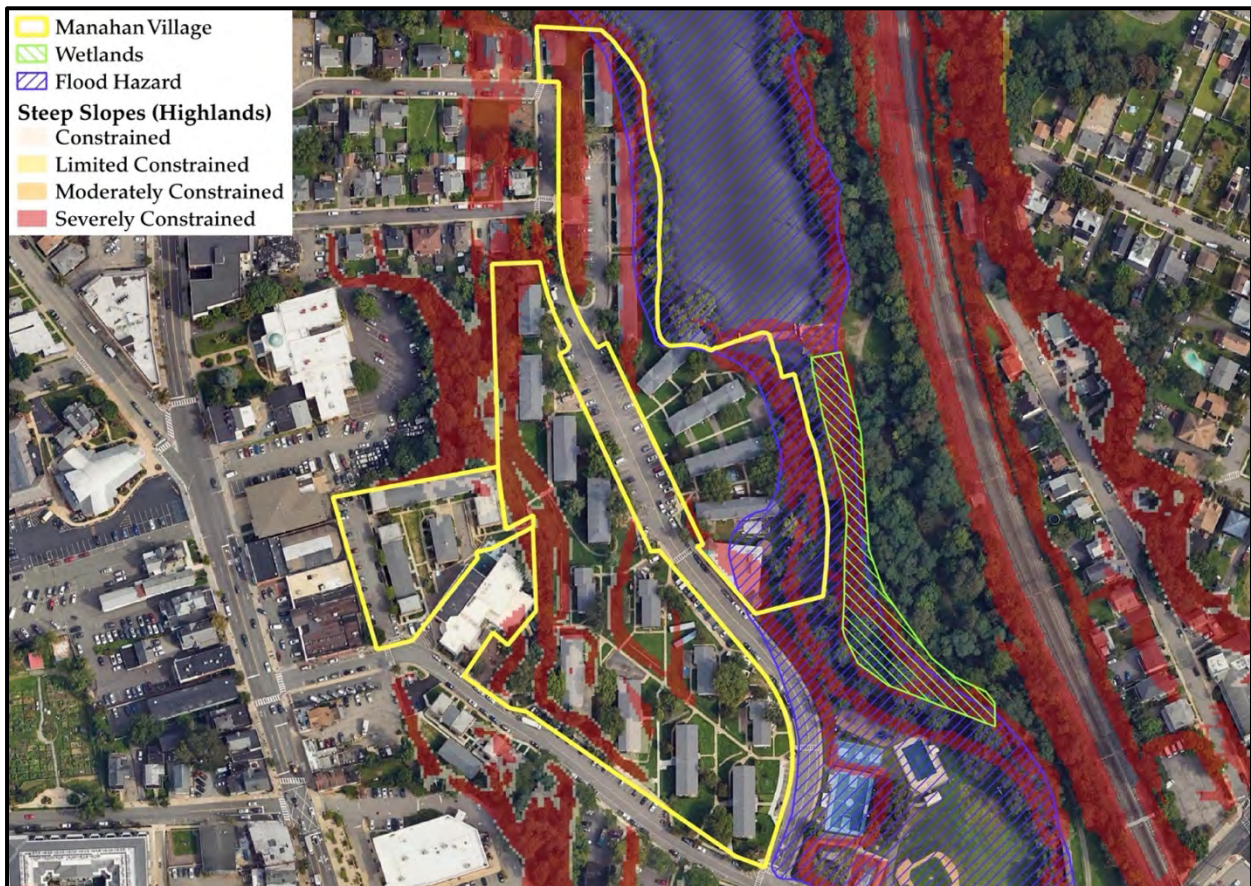 Manahan Village
Wetlands
Flood Hazard
Steep Slopes (Highlands)
Constrained
Limited Constrained
Moderately Constrained
Severely Constrained